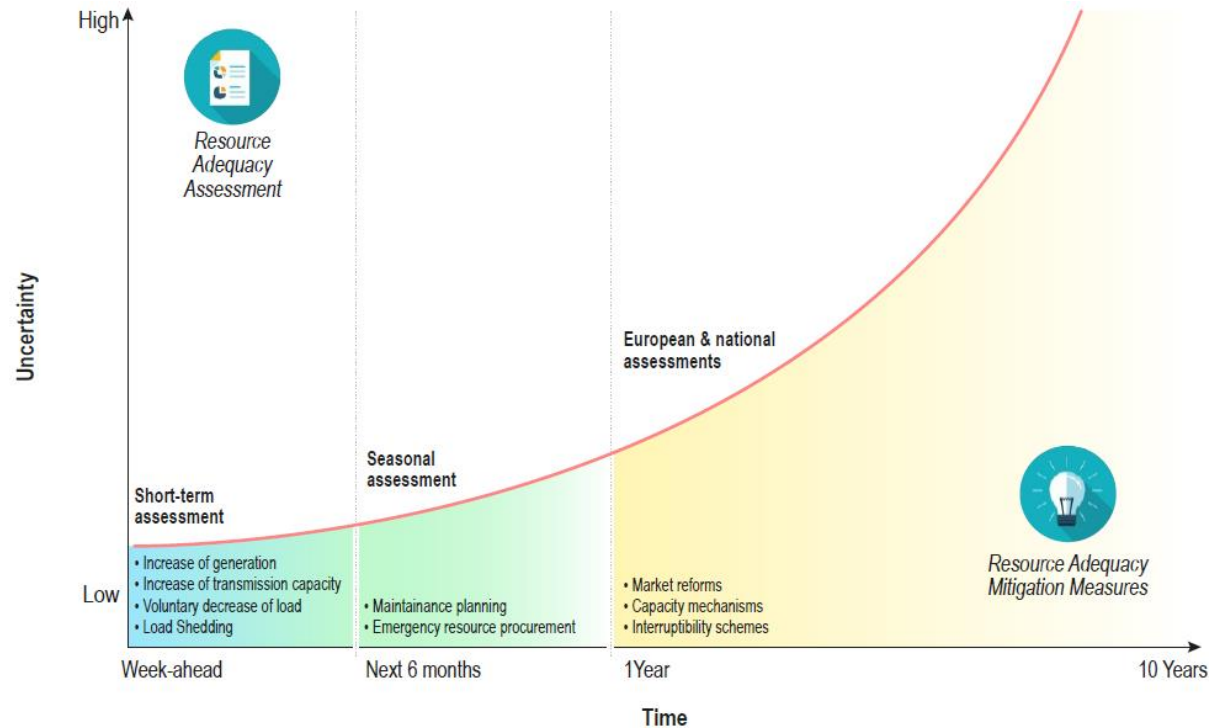 High
Resource
Adequacy
Assessment
Uncertainty
European & national
assessments
Seasonal
assessment
Short-term
assessment
• Increase of generation
• Increase of transmission capacity
• Voluntary decrease of load
• Load Shedding
• Maintainance planning
• Emergency resource procurement
• Market reforms
• Capacity mechanisms
• Interruptibility schemes
Resource Adequacy
Mitigation Measures
Low
Week-ahead
Next 6 months
1Year
10 Years
Time